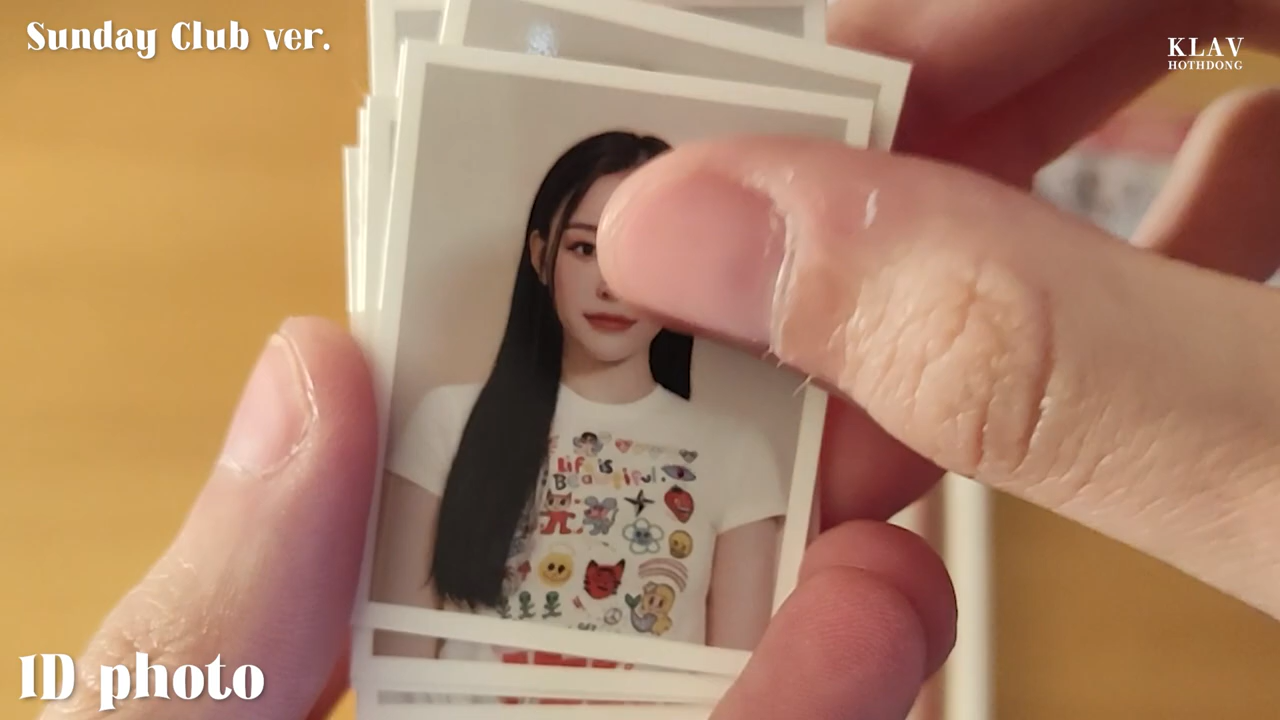 Sunday Club ver.
KLAV
HOTHDONG
Life is
Beautiful.
ID photo